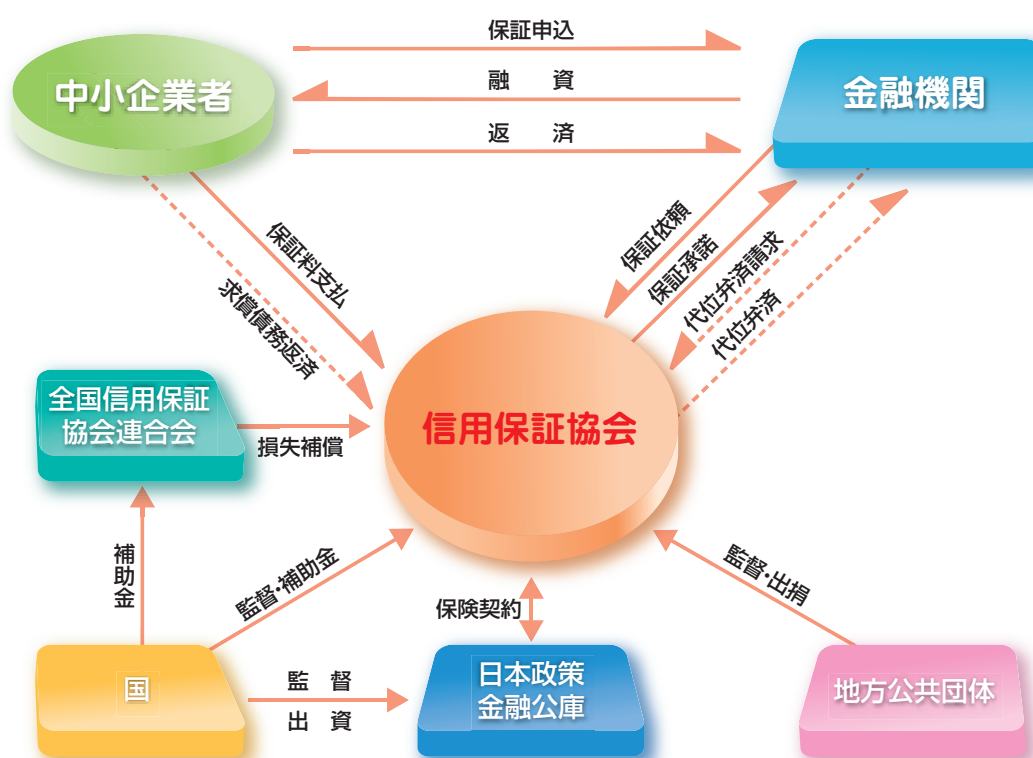 保証申込
中小企業者
融 資
金融機関
返 済
保証料支払
求償債務返済
保証依頼
保証承諾
代位弁済請求
代位弁済
全国信用保証
協会連合会
損失補償
信用保証協会
補助金
監督・補助金
保険契約
監督・出捐
国
監 督
出 資
日本政策
金融公庫
地方公共団体